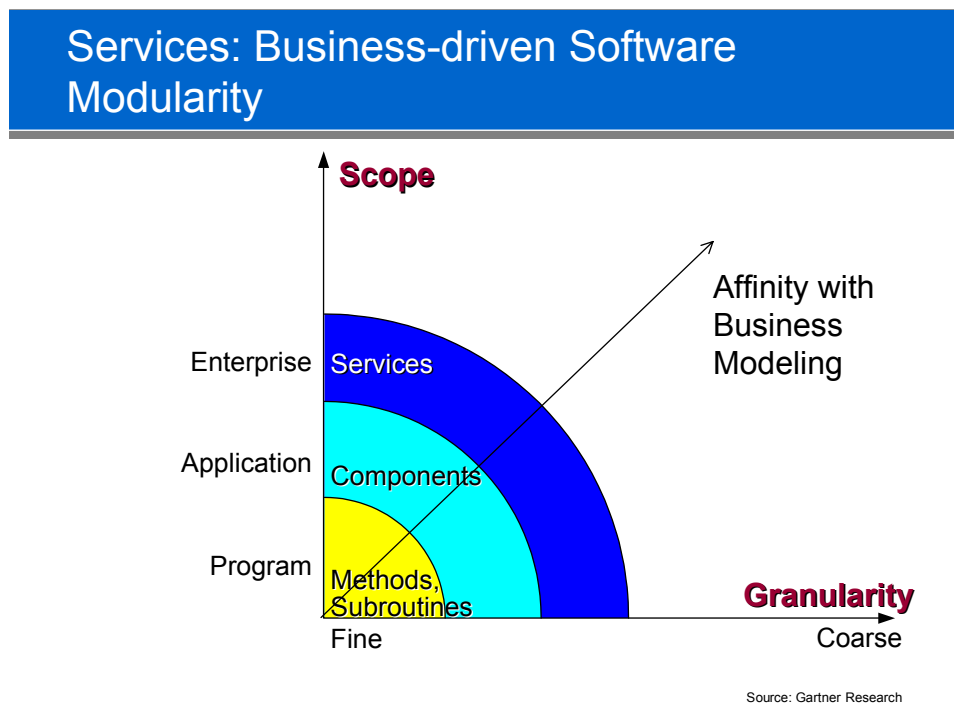 Services: Business-driven Software
Modularity
Scope
Affinity with
Business
Modeling
Enterprise
Services
Application
Components
Program
Methods,
Subroutines
Granularity
Fine
Coarse
Source: Gartner Research